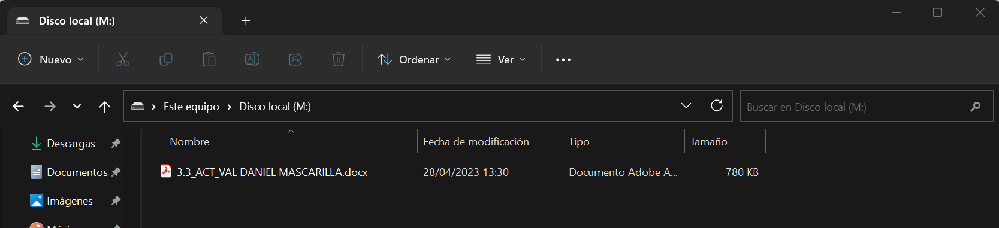 Disco local (M:)
Nuevo
Ordenar
Ver
Este equipo > Disco local (M:)
Buscar en Disco local (M:)
Descargas
Documentos
Imágenes
Nombre Fecha de modificación Tipo Tamaño
3.3_ACT_VAL DANIEL MASCARILLA.docx 28/04/2023 13:30 Documento Adobe A... 780 KB